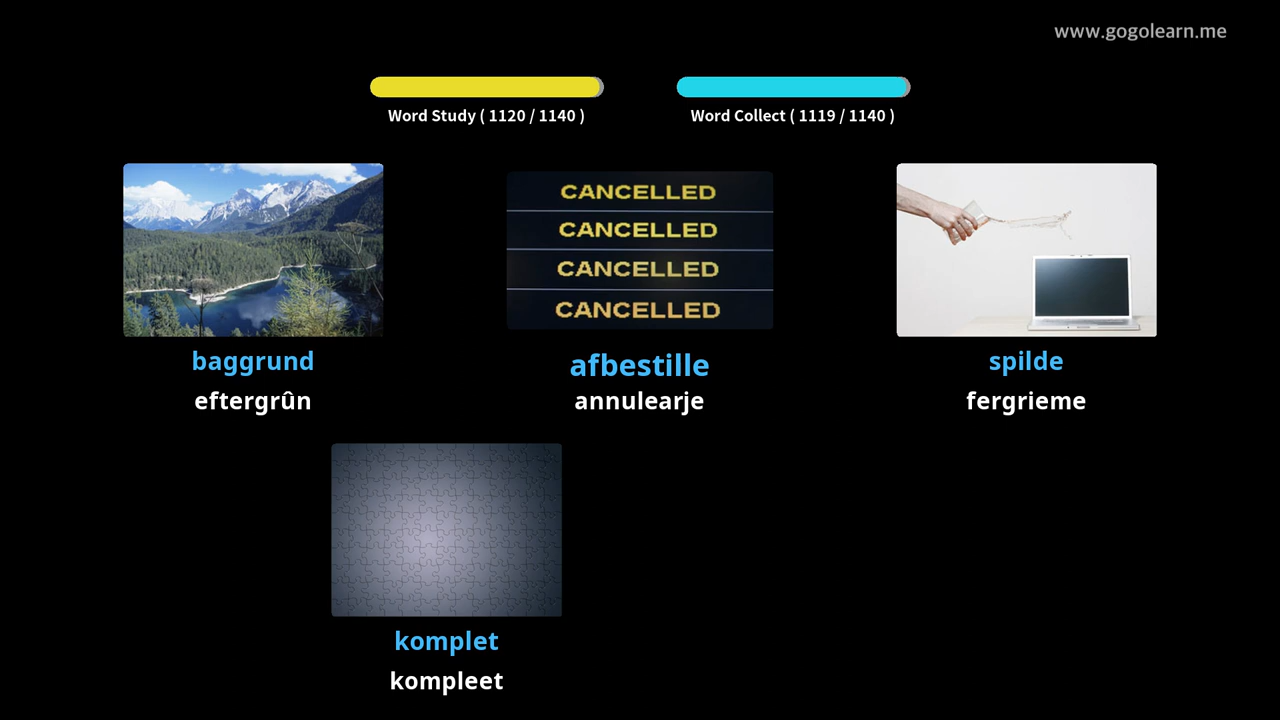 www.gogolearn.me
Word Study ( 1120 / 1140 )
Word Collect ( 1119 / 1140 )
CANCELLED
CANCELLED
CANCELLED
CANCELLED
baggrund
eftergrûn
afbestille
annulearje
spilde
fergrieme
komplet
kompleet